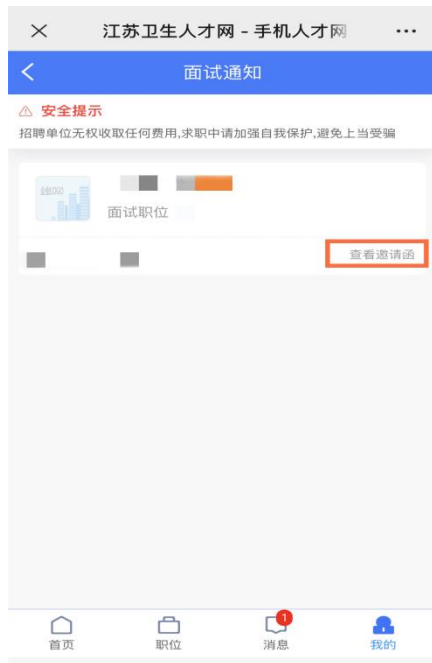 江苏卫生人才网 - 手机人才网
面试通知
安全提示
招聘单位无权收取任何费用,求职中请加强自我保护,避免上当受骗
面试职位
查看邀请函
1
首页
职位
消息
我的